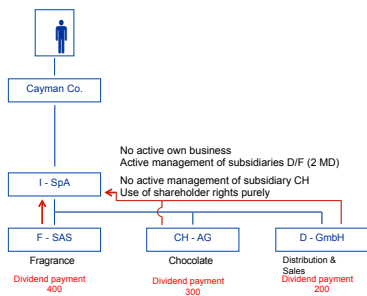 Cayman Co.
No active own business
Active management of subsidiaries D/F (2 MD)
I - SpA
No active management of subsidiary CH
Use of shareholder rights purely
F - SAS
CH - AG
D - GmbH
Fragrance
Chocolate
Distribution &
Sales
Dividend payment
400
Dividend payment
300
Dividend payment
200